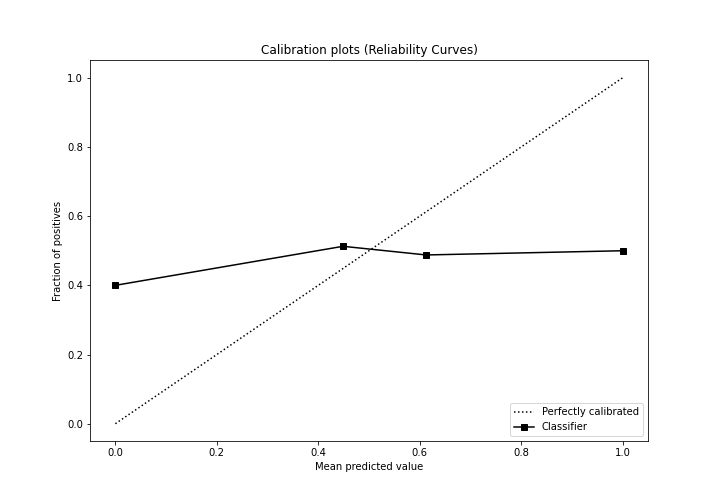 Calibration plots (Reliability Curves)
1.0
0.8
0.6
0.4
0.2
0.0
Fraction of positives
0.0 0.2 0.4 0.6 0.8 1.0
Mean predicted value
Perfectly calibrated
Classifier